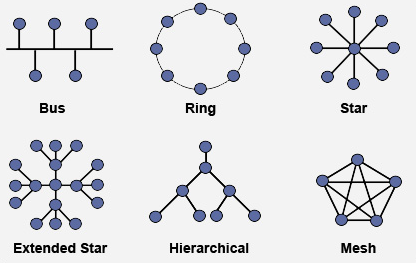 Bus
Ring
Star
Extended Star
Hierarchical
Mesh